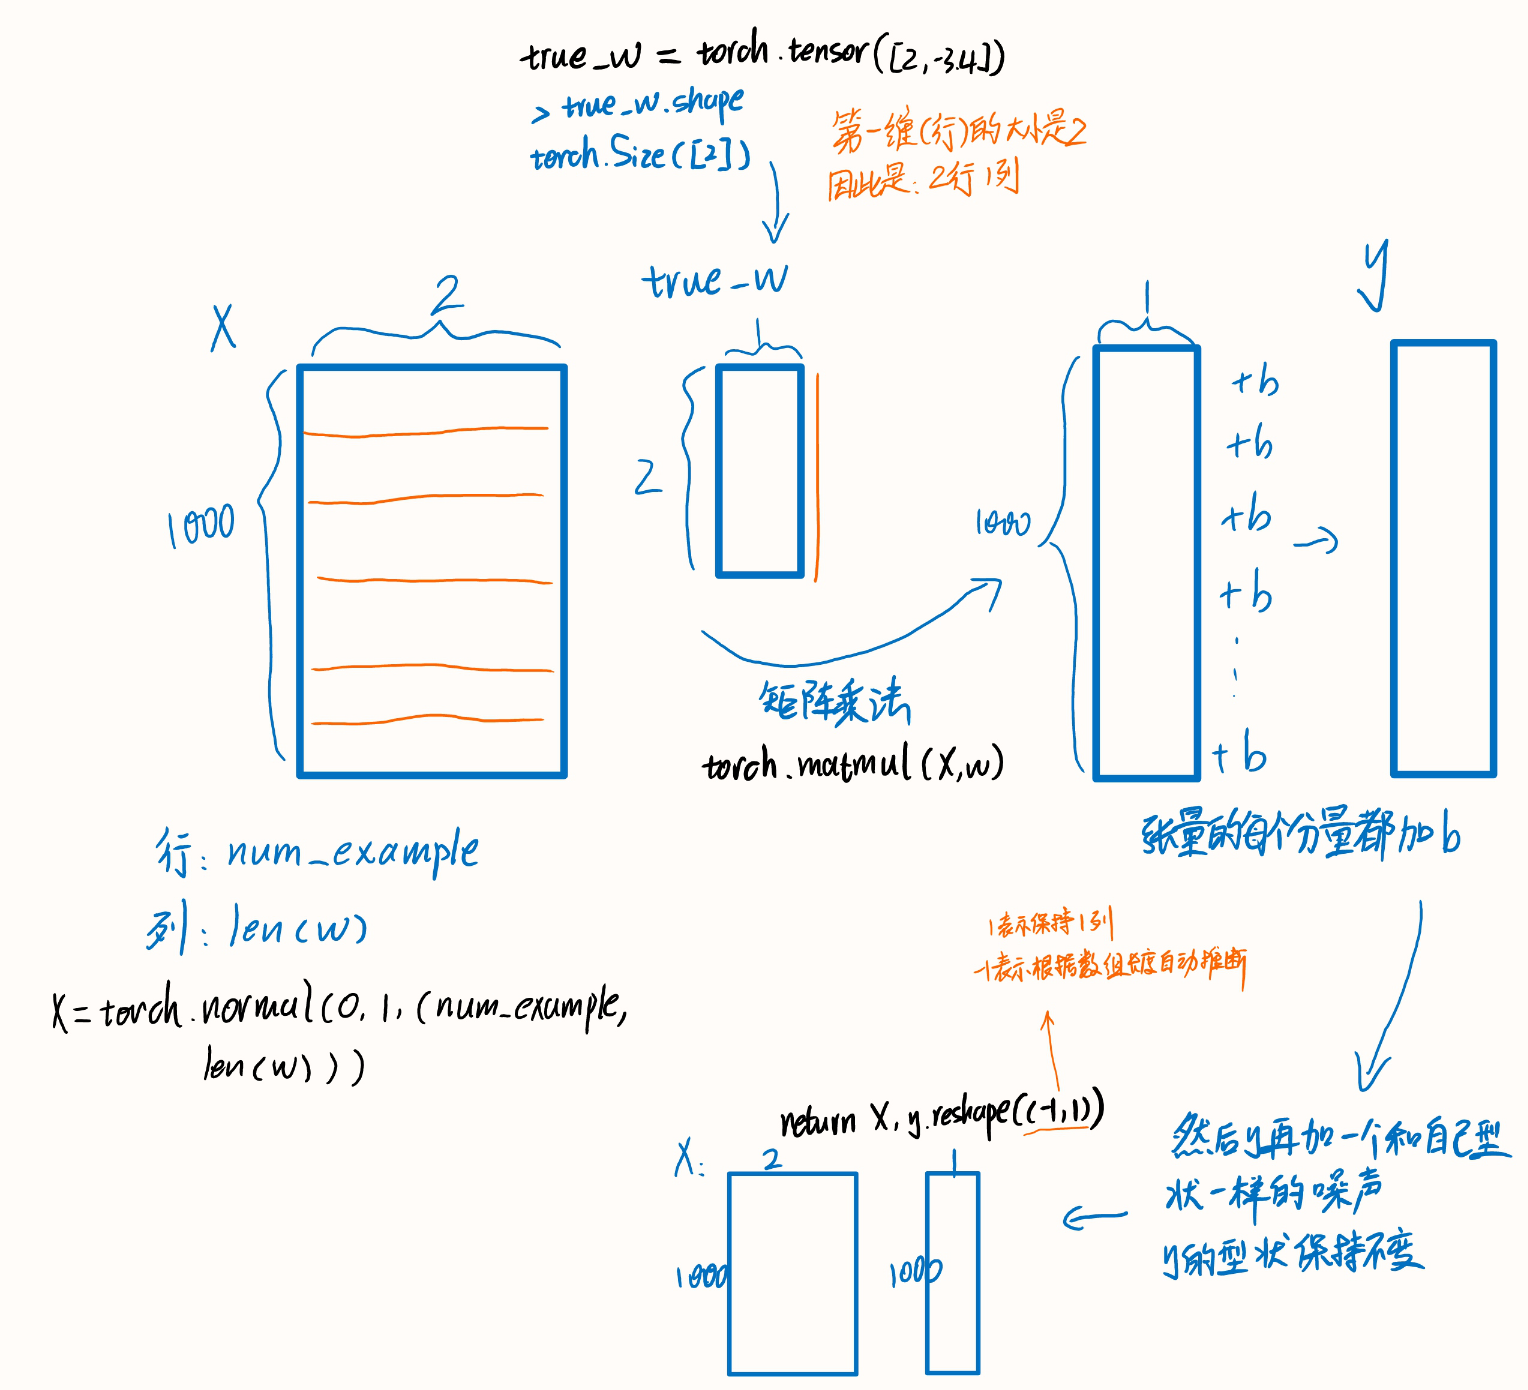 true_w = torch.tensor([2,-3.4])
> true_w.shape
torch.Size([2])
第一维(行)的大小是2
因此是：2行1列
true_w
y
X
2
1
1
1000
2
1000
+b
+b
+b
+b
+b
矩阵乘法
torch.matmul(X,w)
张量的每个分量都加b
行：num_example
列：len(w)
X=torch.normal(0,1,(num_example,
len(w)))
1表示保持1列
-1表示根据数组长度自动推断
return X, y.reshape((-1,1))
然后y再加一个和自己型
状一样的噪声
y的型状保持不变
X:
2
1
1000
1000